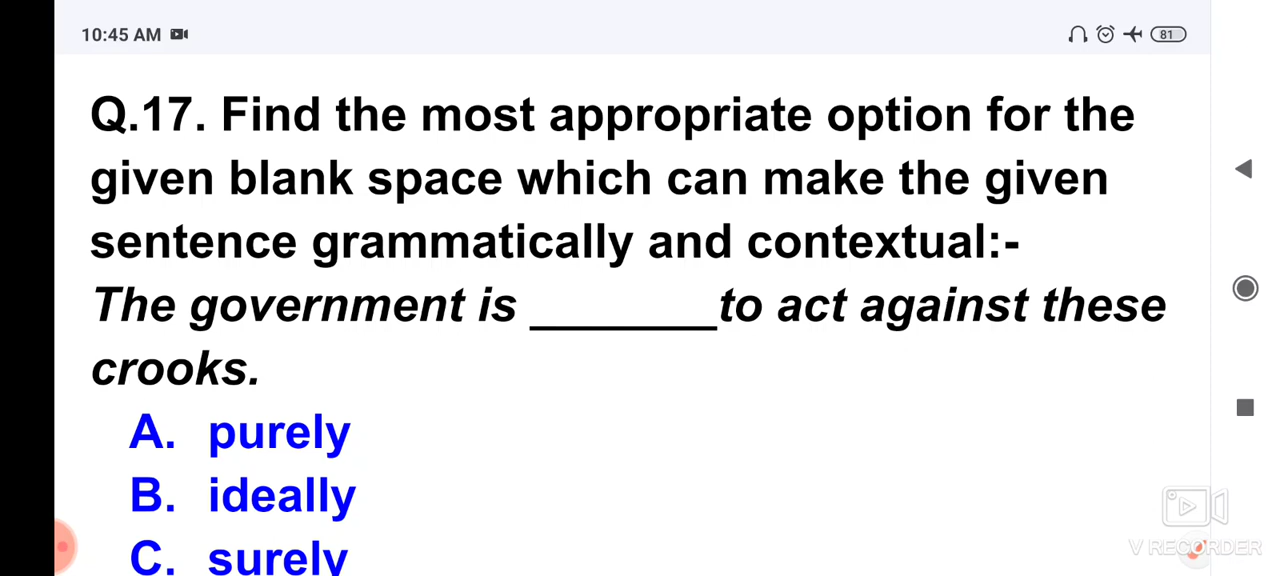 10:45 AM
81
Q.17. Find the most appropriate option for the
given blank space which can make the given
sentence grammatically and contextual:-
The government is _______to act against these
crooks.
A. purely
B. ideally
C. surely
V RECORDER